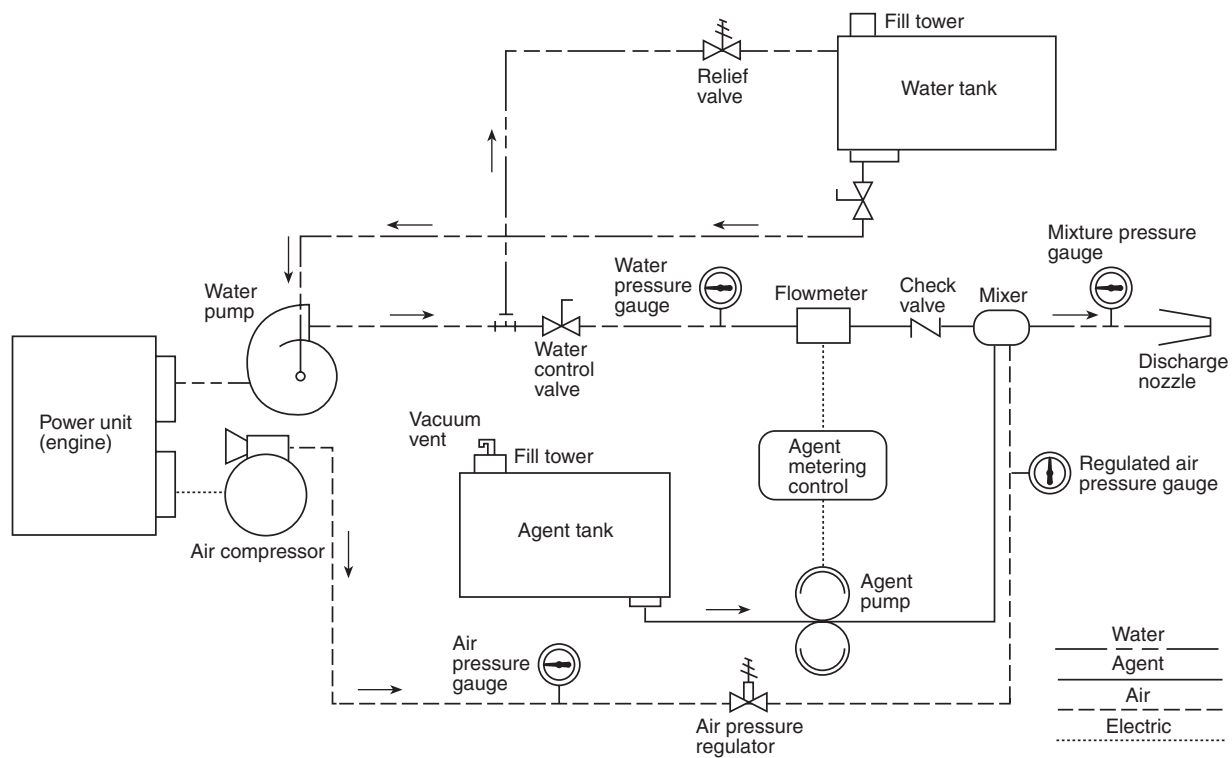 Fill tower
Water tank
Relief
valve
Mixture pressure
gauge
Water
pressure
gauge
Flowmeter
Check
valve
Mixer
Water
pump
Water
control
valve
Discharge
nozzle
Power unit
(engine)
Vacuum
vent
Fill tower
Agent
metering
control
Regulated air
pressure gauge
Agent tank
Air compressor
Agent
pump
Air
pressure
gauge
Air pressure
regulator
Water
Agent
Air
Electric